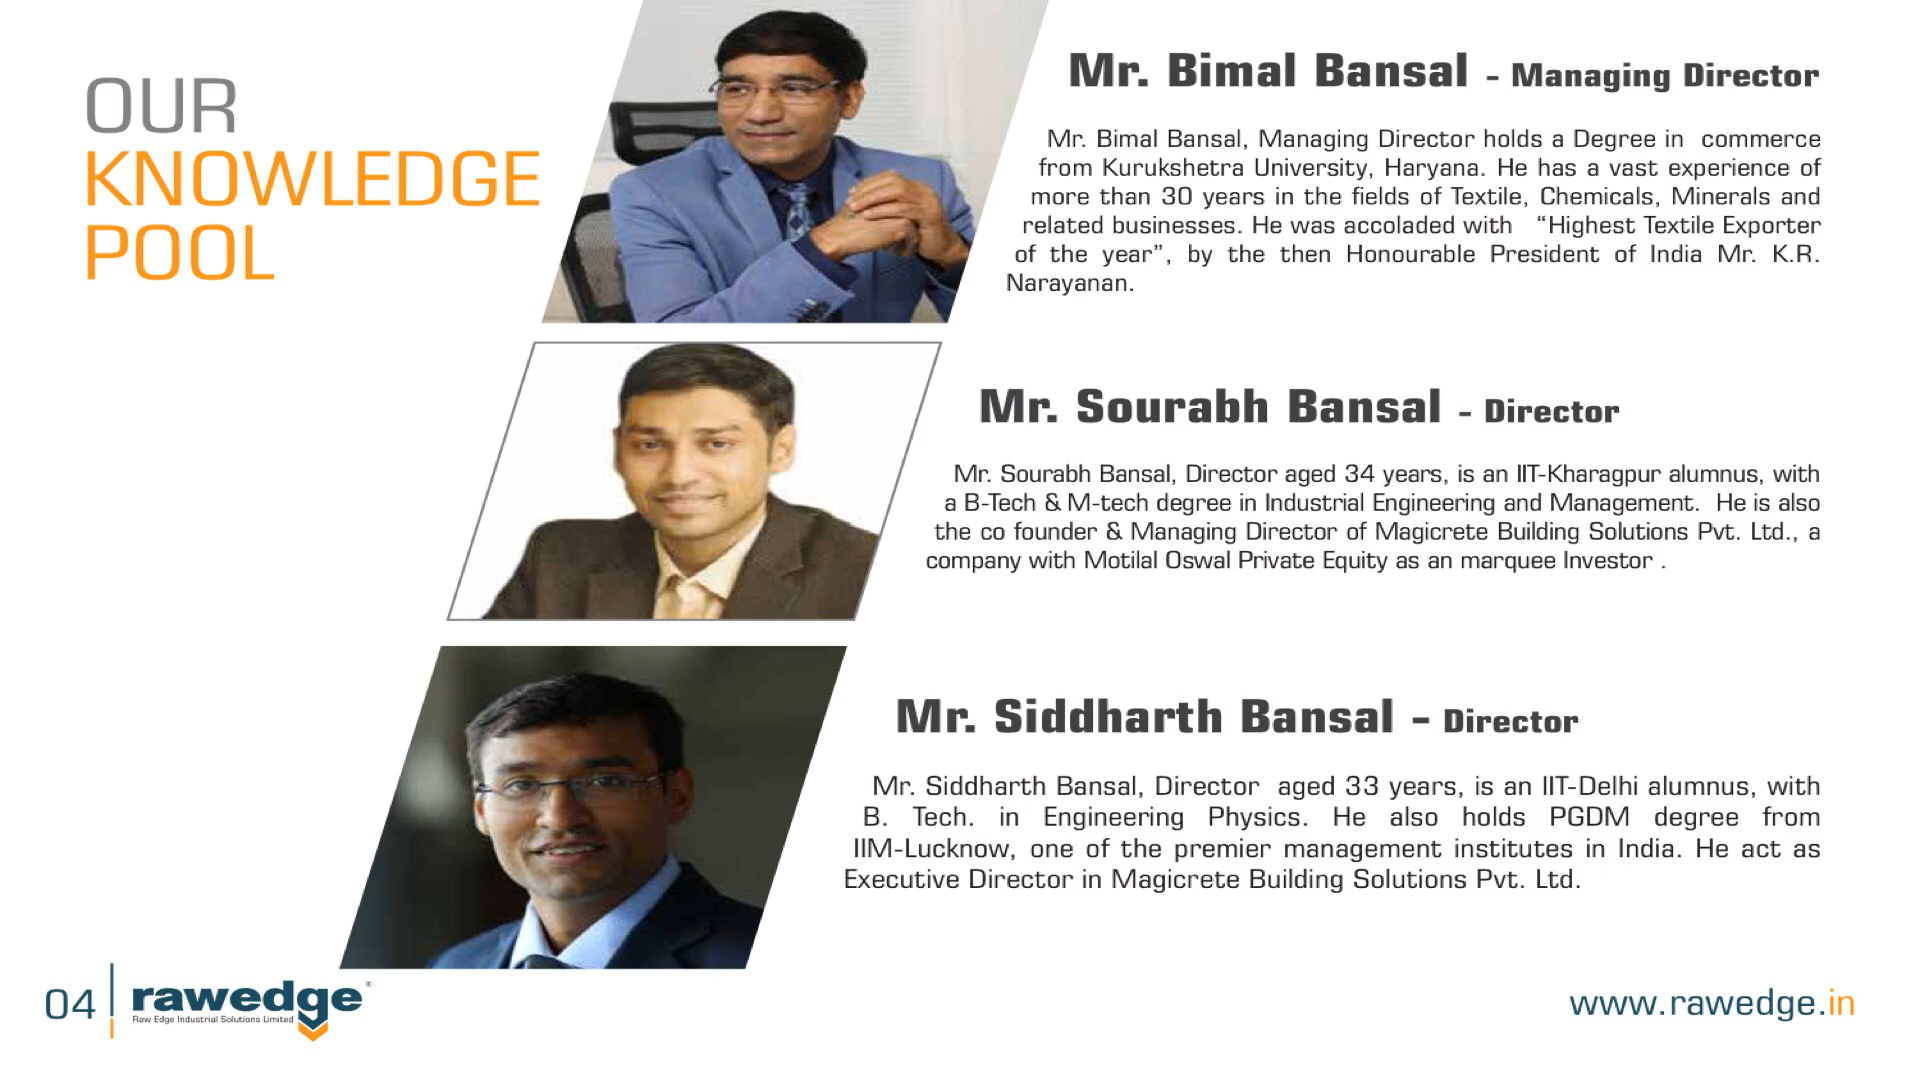 OUR
KNOWLEDGE
POOL
Mr. Bimal Bansal - Managing Director
Mr. Bimal Bansal, Managing Director holds a Degree in commerce
from Kurukshetra University, Haryana. He has a vast experience of
more than 30 years in the fields of Textile, Chemicals, Minerals and
related businesses. He was accoladed with “Highest Textile Exporter
of the year”, by the then Honourable President of India Mr. K.R.
Narayanan.
Mr. Sourabh Bansal - Director
Mr. Sourabh Bansal, Director aged 34 years, is an IIT-Kharagpur alumnus, with
a B-Tech & M-tech degree in Industrial Engineering and Management. He is also
the co founder & Managing Director of Magicrete Building Solutions Pvt. Ltd., a
company with Motilal Oswal Private Equity as an marquee Investor .
Mr. Siddharth Bansal - Director
Mr. Siddharth Bansal, Director aged 33 years, is an IIT-Delhi alumnus, with
B. Tech. in Engineering Physics. He also holds PGDM degree from
IIM-Lucknow, one of the premier management institutes in India. He act as
Executive Director in Magicrete Building Solutions Pvt. Ltd.
04
rawedge®
Raw Edge Industrial Solutions Limited
www.rawedge.in